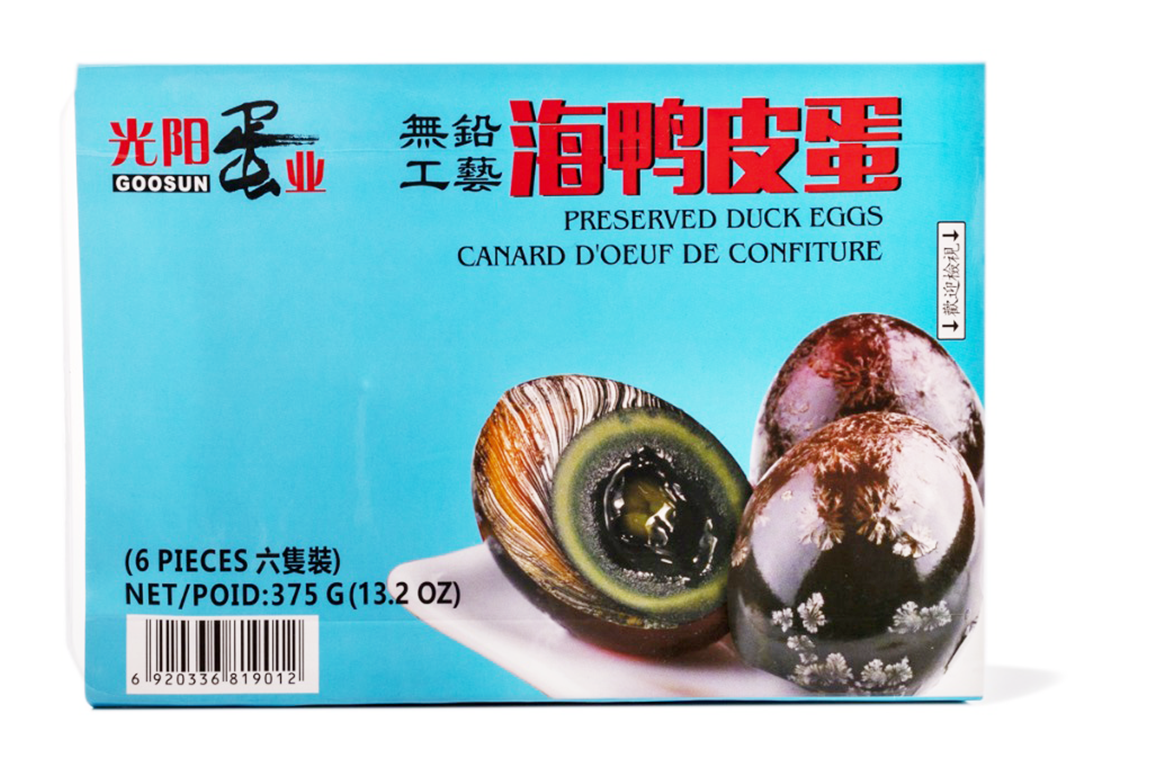 光阳蛋业
GOOSUN
無鉛
工藝
海鸭皮蛋
PRESERVED DUCK EGGS
CANARD D'OEUF DE CONFITURE
←歡迎檢視→
(6 PIECES 六隻裝)
NET/POID:375 G (13.2 OZ)
6 920336 819012